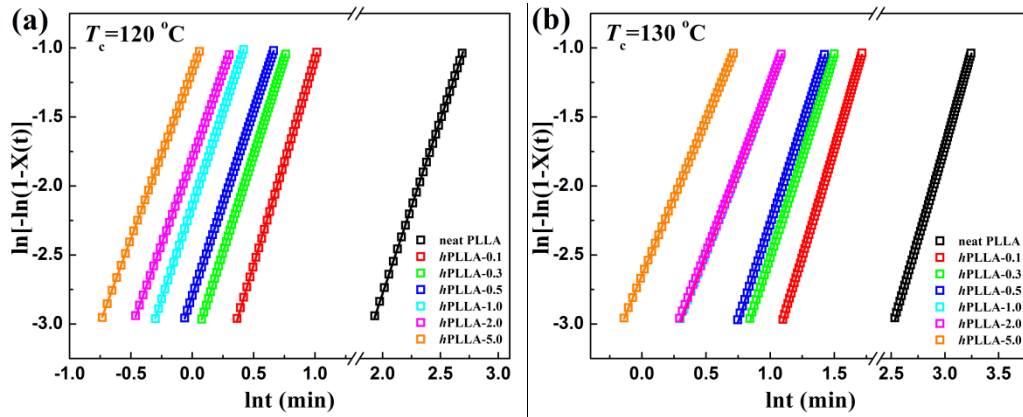 (a)
Tc=120 °C
ln[-ln(1-X(t)]
-1.0
-1.5
-2.0
-2.5
-3.0
neat PLLA
hPLLA-0.1
hPLLA-0.3
hPLLA-0.5
hPLLA-1.0
hPLLA-2.0
hPLLA-5.0
-1.0 -0.5 0.0 0.5 1.0 2.0 2.5 3.0
lnt (min)
(b)
Tc=130 °C
ln[-ln(1-X(t)]
-1.0
-1.5
-2.0
-2.5
-3.0
neat PLLA
hPLLA-0.1
hPLLA-0.3
hPLLA-0.5
hPLLA-1.0
hPLLA-2.0
hPLLA-5.0
0.0 0.5 1.0 1.5 2.5 3.0 3.5
lnt (min)